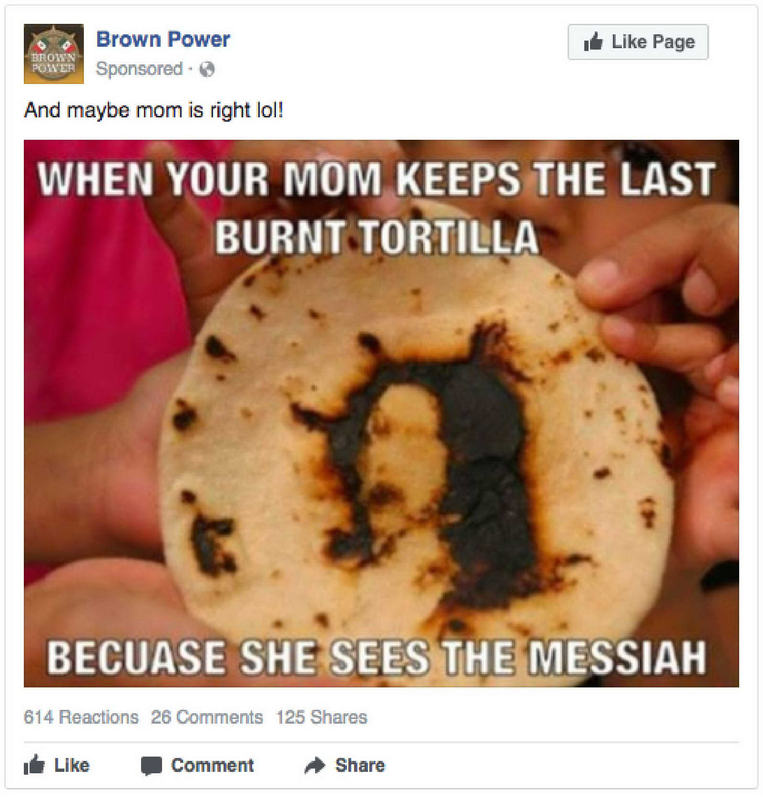 BROWN
POWER
Brown Power
Sponsored ·
Like Page
And maybe mom is right lol!
WHEN YOUR MOM KEEPS THE LAST
BURNT TORTILLA
BECUASE SHE SEES THE MESSIAH
614 Reactions 26 Comments 125 Shares
Like Comment Share